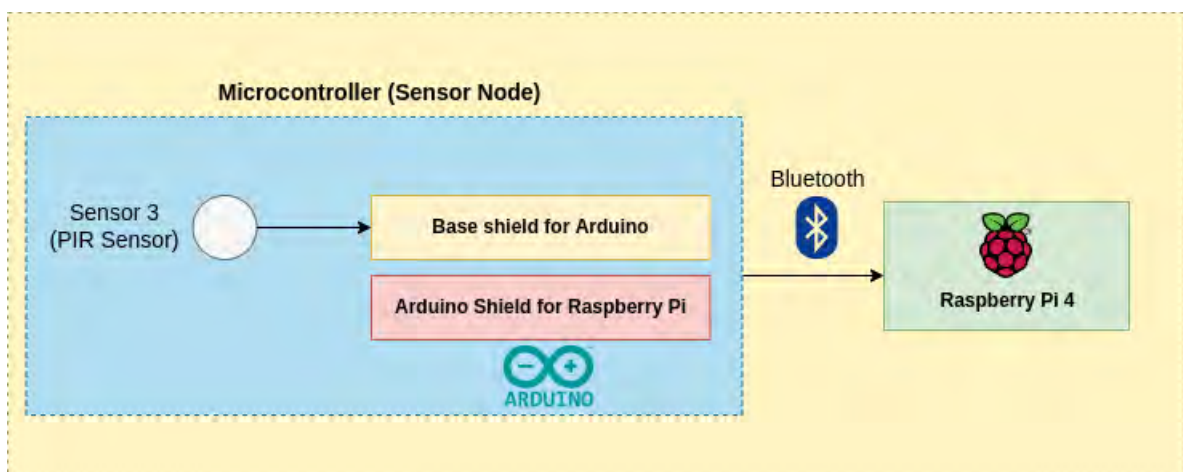 Microcontroller (Sensor Node)
Sensor 3
(PIR Sensor)
Base shield for Arduino
Arduino Shield for Raspberry Pi
ARDUINO
Bluetooth
Raspberry Pi 4